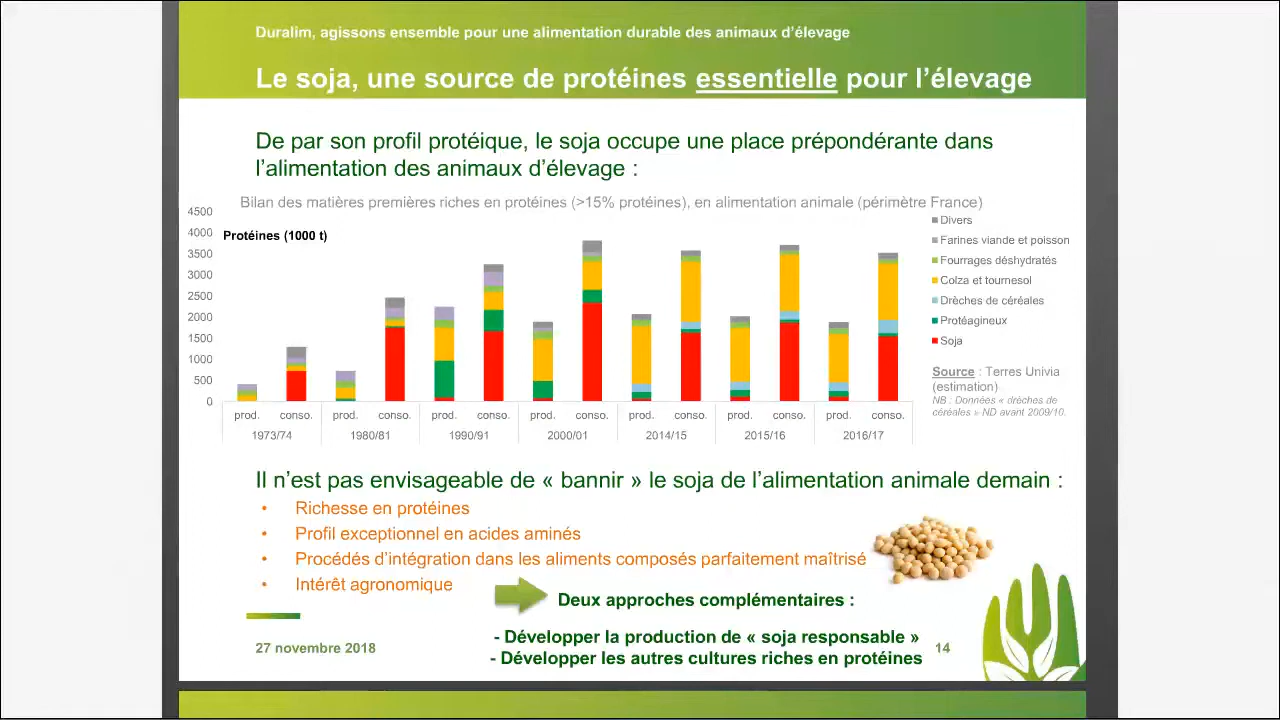 Duralim, agissons ensemble pour une alimentation durable des animaux d'élevage
Le soja, une source de protéines essentielle pour l'élevage
De par son profil protéique, le soja occupe une place prépondérante dans
l'alimentation des animaux d'élevage :
Bilan des matières premières riches en protéines (>15% protéines), en alimentation animale (périmètre France)
Protéines (1000 t)
4500
4000
3500
3000
2500
2000
1500
1000
500
0
prod. conso. prod. conso. prod. conso. prod. conso. prod. conso. prod. conso. prod. conso.
1973/74 1980/81 1990/91 2000/01 2014/15 2015/16 2016/17
Divers
Farines viande et poisson
Fourrages déshydratés
Colza et tournesol
Drèches de céréales
Protéagineux
Soja
Source : Terres Univia
(estimation)
NB : Données « drèches de
céréales » ND avant 2009/10.
Il n'est pas envisageable de « bannir » le soja de l'alimentation animale demain :
• Richesse en protéines
• Profil exceptionnel en acides aminés
• Procédés d'intégration dans les aliments composés parfaitement maîtrisé
• Intérêt agronomique
Deux approches complémentaires :
- Développer la production de « soja responsable »
- Développer les autres cultures riches en protéines
27 novembre 2018
14